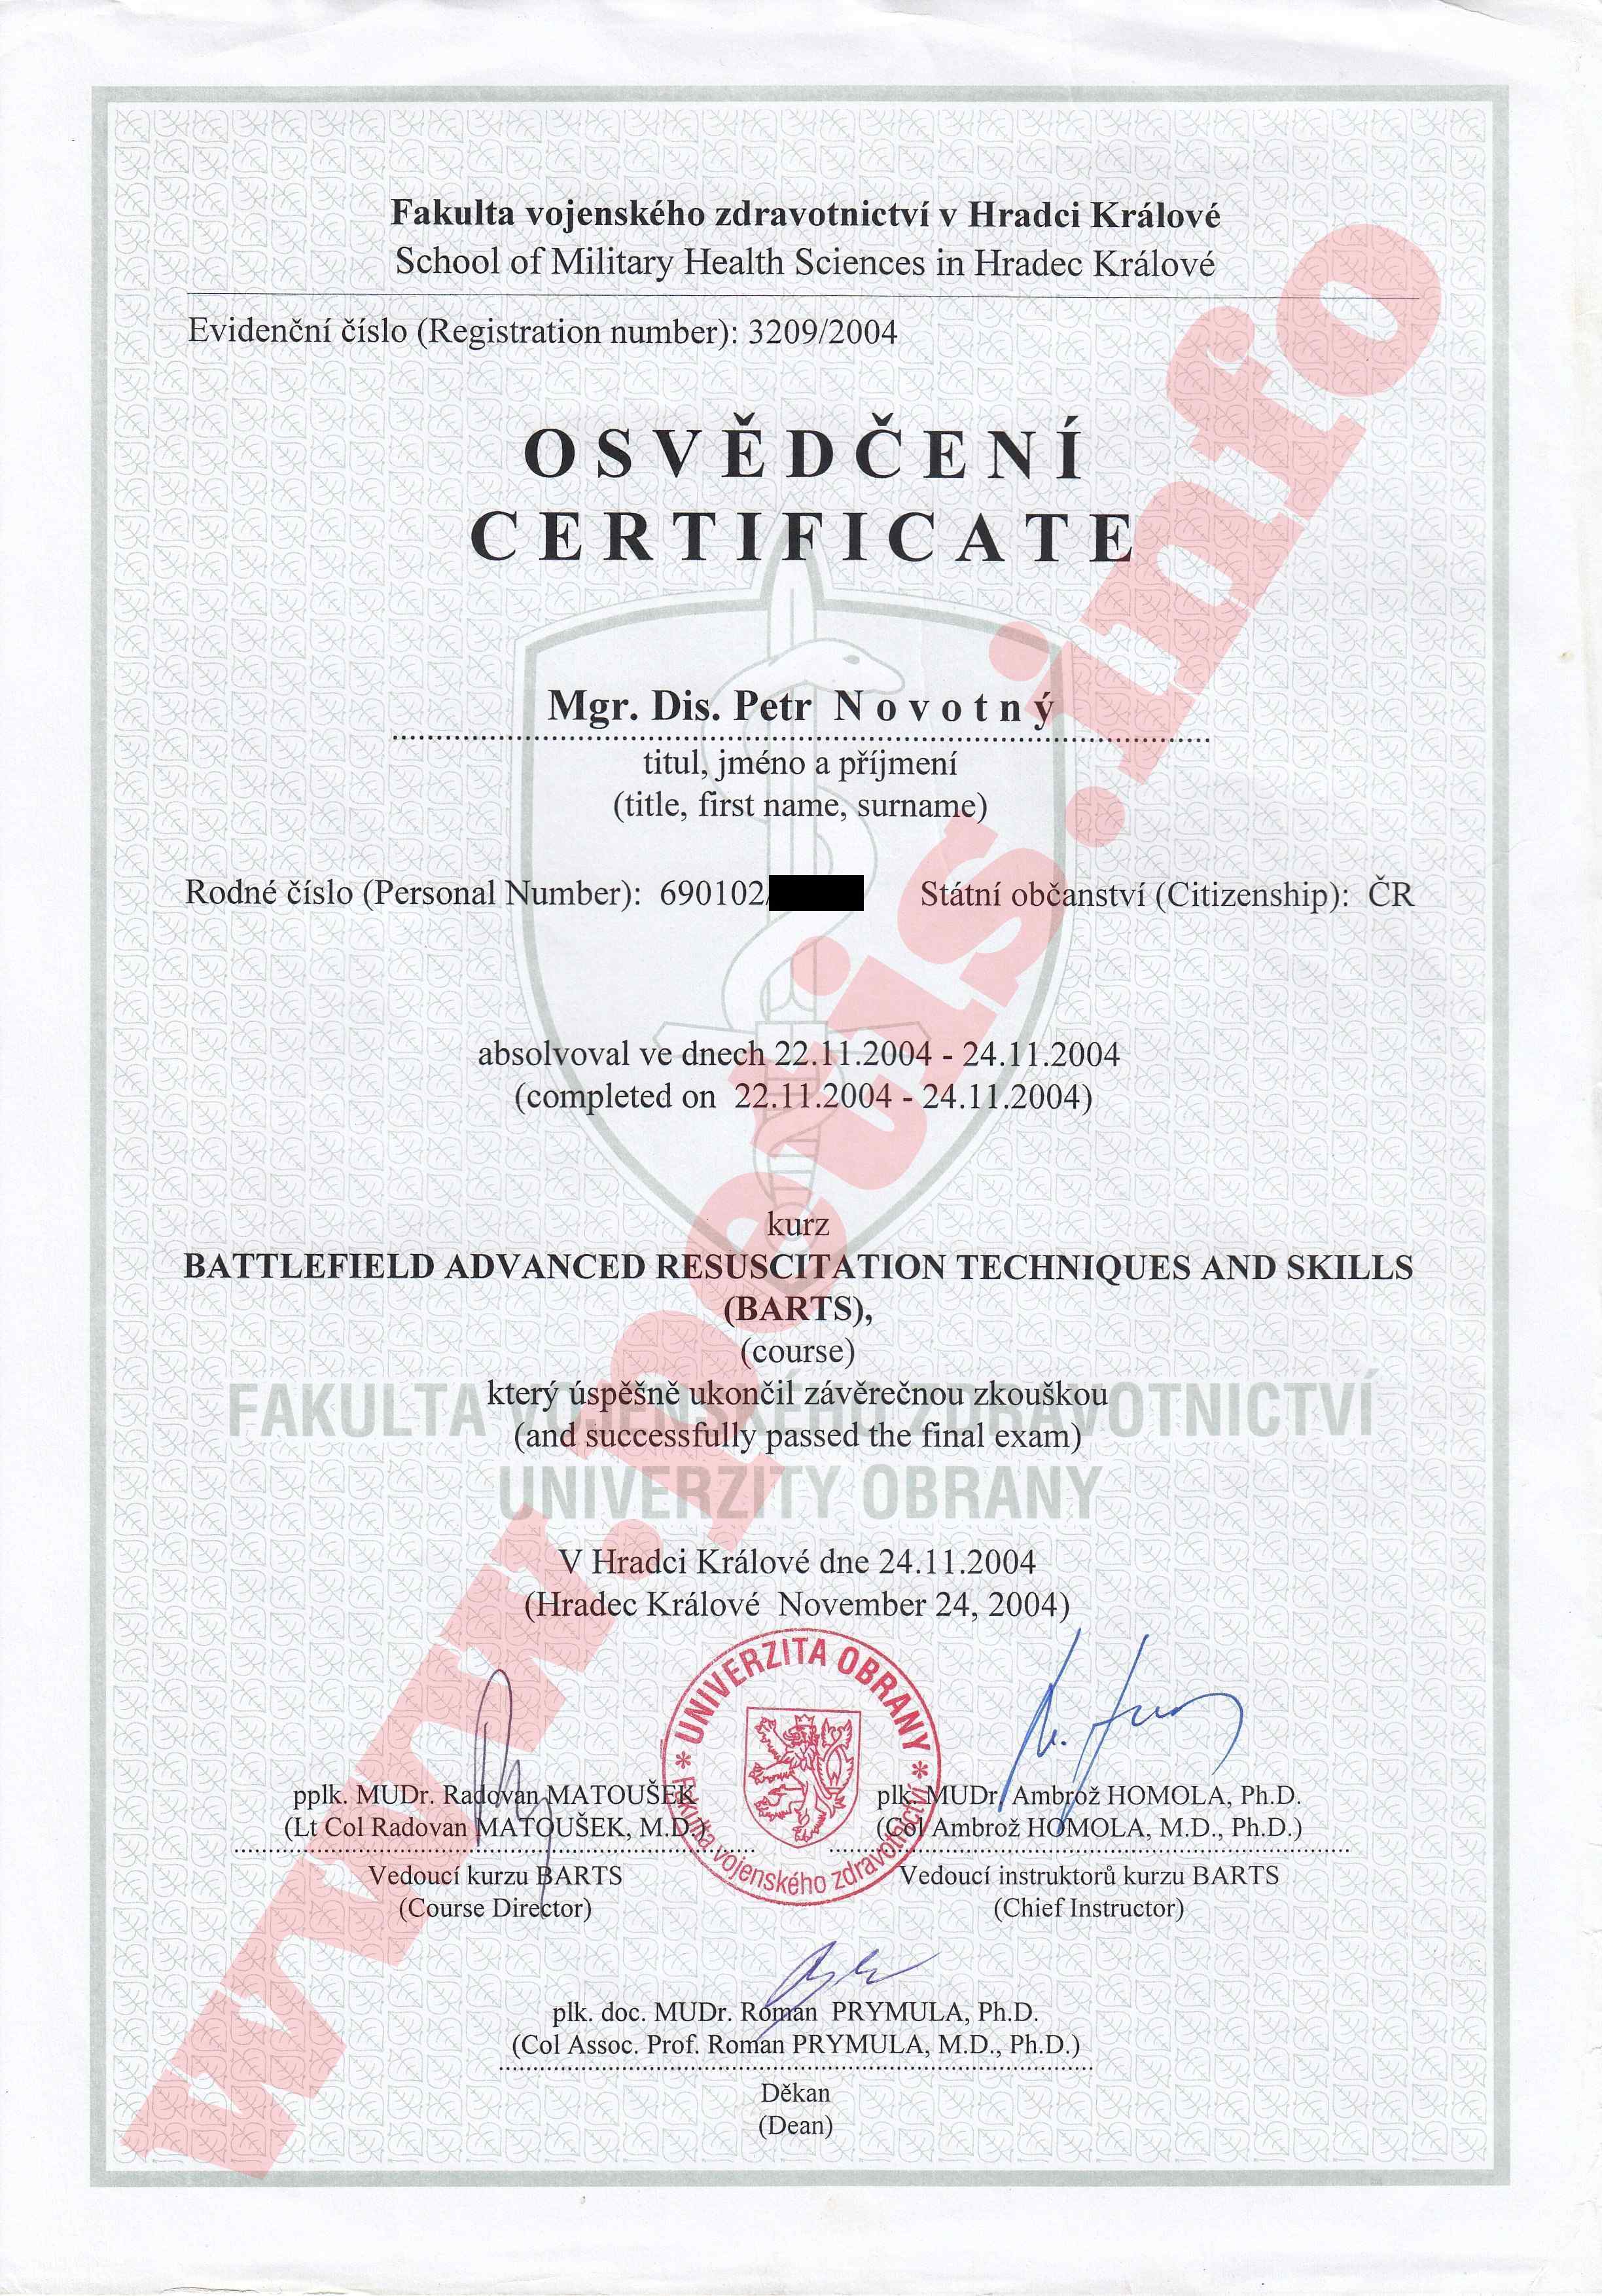 Fakulta vojenského zdravotnictví v Hradci Králové
School of Military Health Sciences in Hradec Králové
Evidenční číslo (Registration number): 3209/2004
OSVĚDČENÍ
CERTIFICATE
Mgr. Dis. Petr Novotný
titul, jméno a příjmení
(title, first name, surname)
Rodné číslo (Personal Number): 690102/ Státní občanství (Citizenship): ČR
absolvoval ve dnech 22.11.2004 - 24.11.2004
(completed on 22.11.2004 - 24.11.2004)
kurz
BATTLEFIELD ADVANCED RESUSCITATION TECHNIQUES AND SKILLS
(BARTS),
(course)
který úspěšně ukončil závěrečnou zkouškou
(and successfully passed the final exam)
FAKULTA VOJENSKÉHO ZDRAVOTNICTVÍ
UNIVERZITY OBRANY
V Hradci Králové dne 24.11.2004
(Hradec Králové November 24, 2004)
* UNIVERZITA OBRANY *
Fakulta vojenského zdravotnictví
pplk. MUDr. Radovan MATOUŠEK
(Lt Col Radovan MATOUŠEK, M.D.)
Vedoucí kurzu BARTS
(Course Director)
plk. MUDr. Ambrož HOMOLA, Ph.D.
(Col Ambrož HOMOLA, M.D., Ph.D.)
Vedoucí instruktorů kurzu BARTS
(Chief Instructor)
plk. doc. MUDr. Roman PRYMULA, Ph.D.
(Col Assoc. Prof. Roman PRYMULA, M.D., Ph.D.)
Děkan
(Dean)